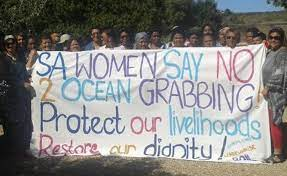 SA WOMEN SAY NO
2 OCEAN GRABBING!
Protect our livelihoods
Restore our dignity!